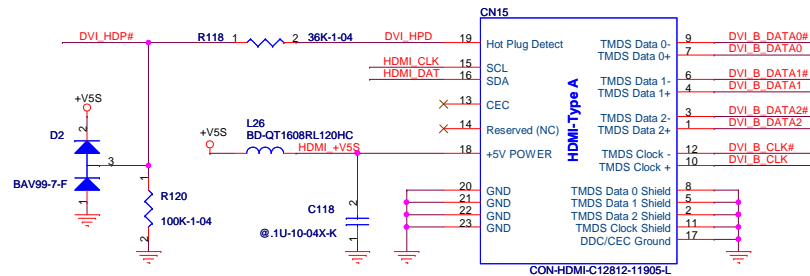 CN15
DVI_HDP# R118 1 2 36K-1-04 DVI_HPD 19 Hot Plug Detect TMDS Data 0- 9 DVI_B_DATA0#
TMDS Data 0+ 7 DVI_B_DATA0
HDMI_CLK 15 SCL
HDMI_DAT 16 SDA TMDS Data 1- 6 DVI_B_DATA1#
TMDS Data 1+ 4 DVI_B_DATA1
+V5S 13 CEC
TMDS Data 2- 3 DVI_B_DATA2#
D2 2 L26 14 Reserved (NC) TMDS Data 2+ 1 DVI_B_DATA2
+V5S BD-QT1608RL120HC
HDMI_+V5S 18 +5V POWER TMDS Clock - 12 DVI_B_CLK#
3 TMDS Clock + 10 DVI_B_CLK
HDMI-Type A
BAV99-7-F 1
1 R120 2 20 GND TMDS Data 0 Shield 8
100K-1-04 C118 21 GND TMDS Data 1 Shield 5
22 GND TMDS Data 2 Shield 2
@.1U-10-04X-K 23 GND TMDS Clock Shield 11
2 1 DDC/CEC Ground 17
CON-HDMI-C12812-11905-L